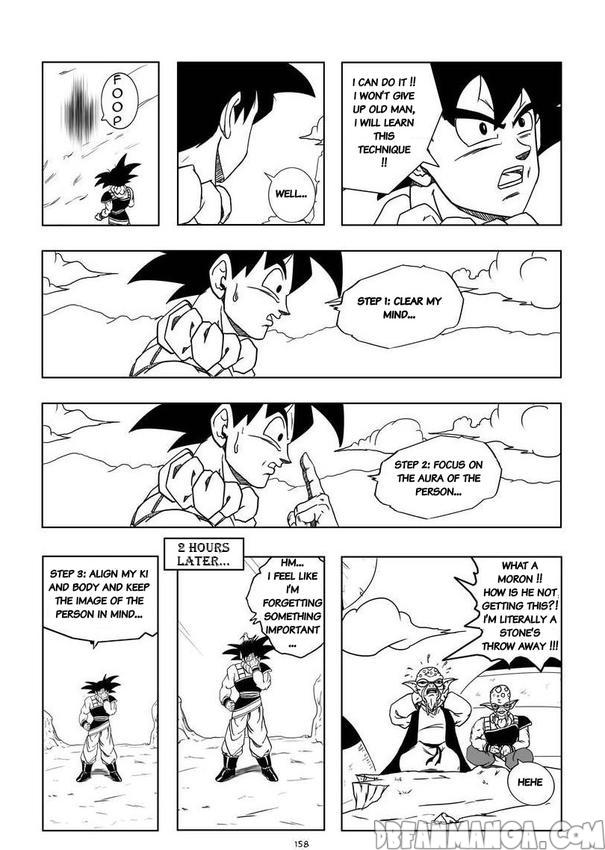 FOOP
WELL...
I CAN DO IT !!
I WON'T GIVE
UP OLD MAN,
I WILL LEARN
THIS
TECHNIQUE
!!
STEP 1: CLEAR MY
MIND...
STEP 2: FOCUS ON
THE AURA OF THE
PERSON...
STEP 3: ALIGN MY KI
AND BODY AND KEEP
THE IMAGE OF THE
PERSON IN MIND...
2 HOURS
LATER...
HM...
I FEEL LIKE
I'M
FORGETTING
SOMETHING
IMPORTANT
...
WHAT A
MORON !!
HOW IS HE NOT
GETTING THIS?!
I'M LITERALLY A
STONE'S
THROW AWAY !!!
HEHE
158
DBFANMANGA.COM